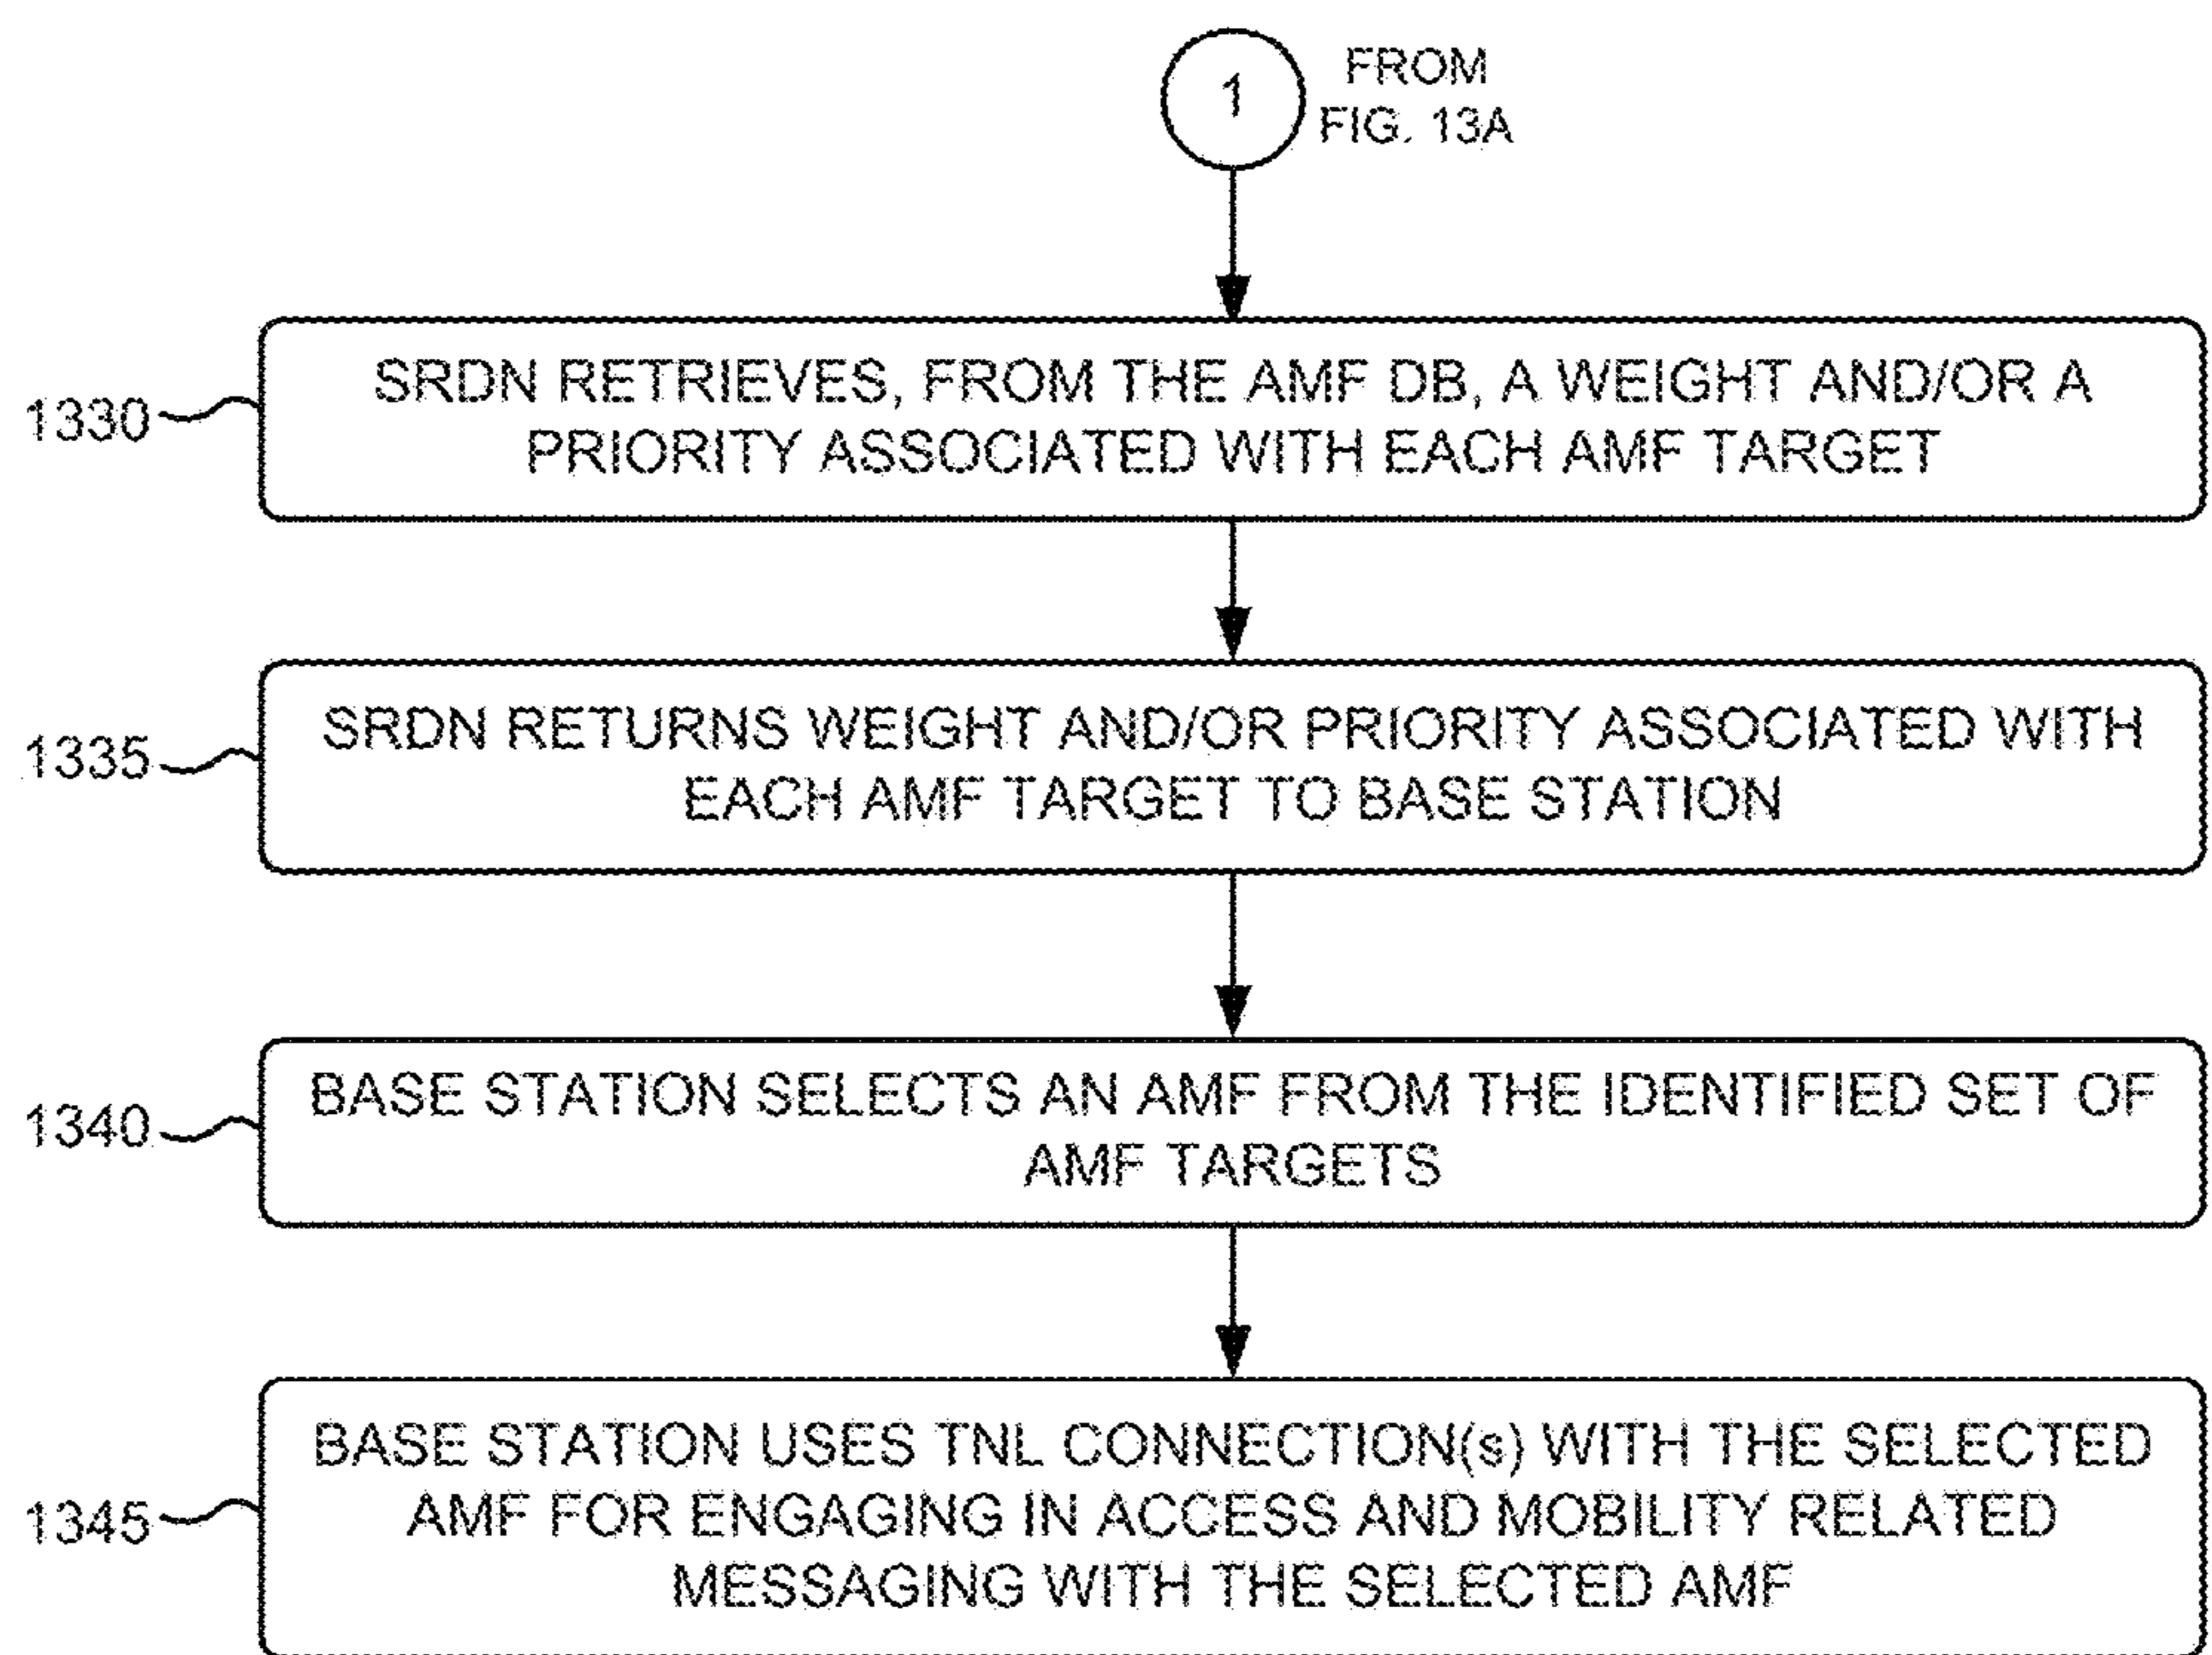 1
FROM
FIG. 13A
1330
SRDN RETRIEVES, FROM THE AMF DB, A WEIGHT AND/OR A
PRIORITY ASSOCIATED WITH EACH AMF TARGET
1335
SRDN RETURNS WEIGHT AND/OR PRIORITY ASSOCIATED WITH
EACH AMF TARGET TO BASE STATION
1340
BASE STATION SELECTS AN AMF FROM THE IDENTIFIED SET OF
AMF TARGETS
1345
BASE STATION USES TNL CONNECTION(s) WITH THE SELECTED
AMF FOR ENGAGING IN ACCESS AND MOBILITY RELATED
MESSAGING WITH THE SELECTED AMF